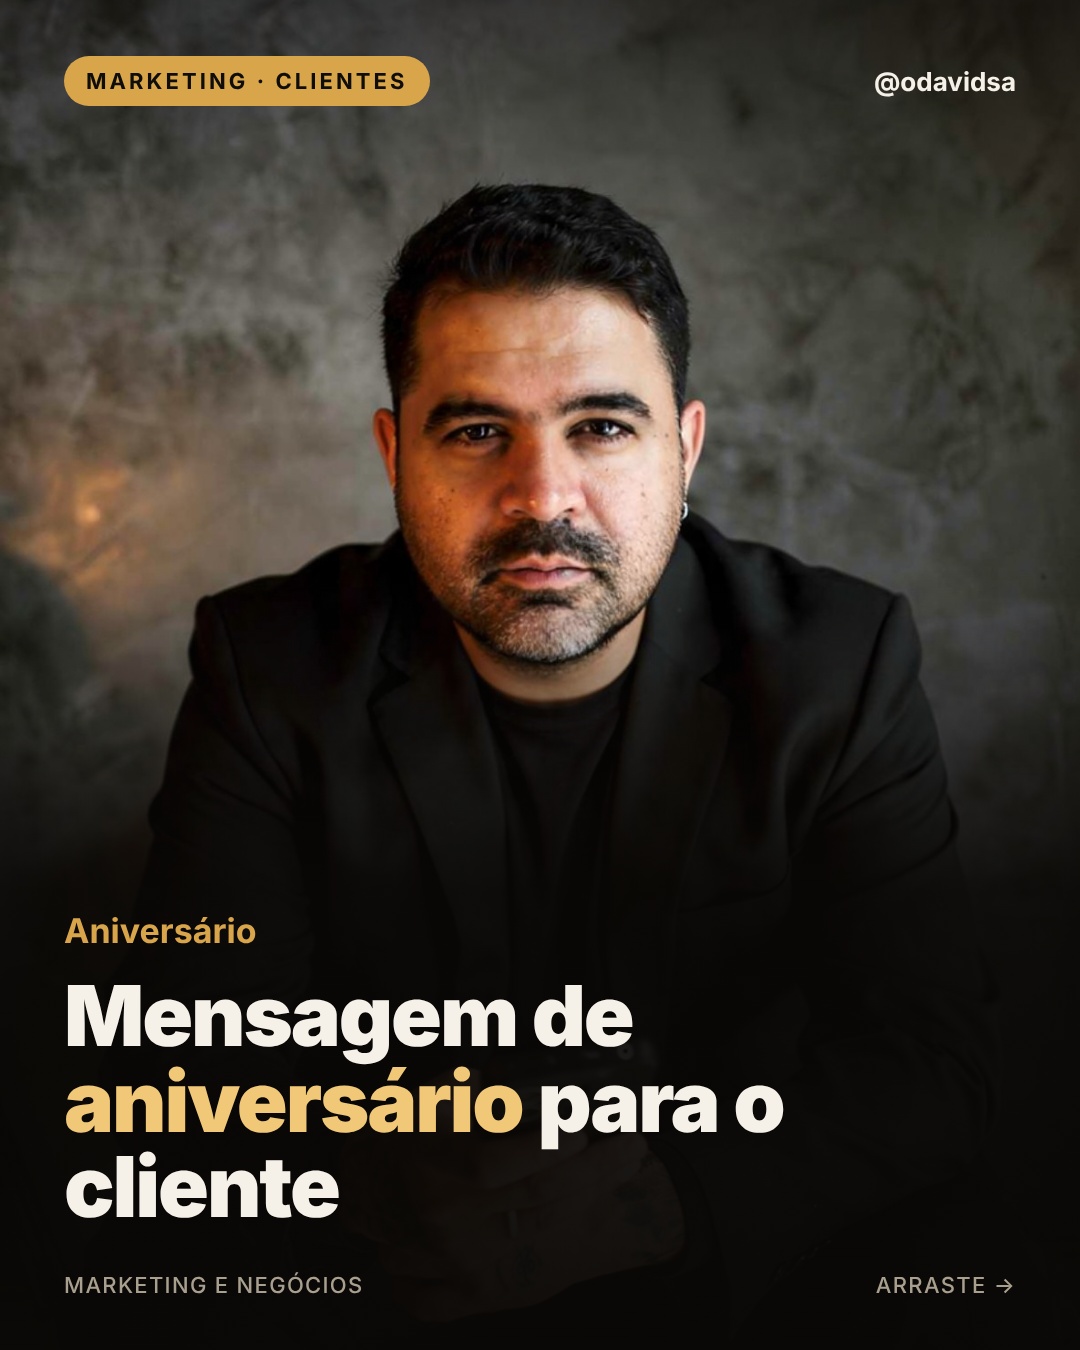 MARKETING · CLIENTES
@odavidsa
Aniversário
Mensagem de
aniversário para o
cliente
MARKETING E NEGÓCIOS
ARRASTE →